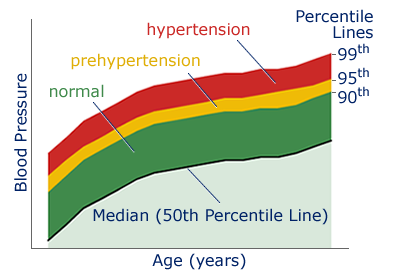 Percentile
Lines
hypertension
99th
prehypertension
95th
normal
90th
Blood Pressure
Median (50th Percentile Line)
Age (years)